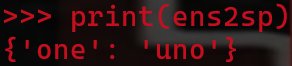 >>> print(ens2sp)
{'one': 'uno'}